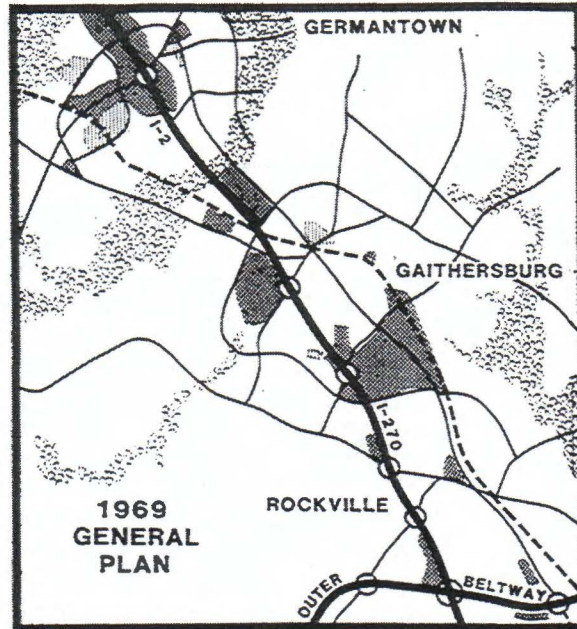 GERMANTOWN
I-2
GAITHERSBURG
I-270
ROCKVILLE
1969
GENERAL
PLAN
OUTER
BELTWAY